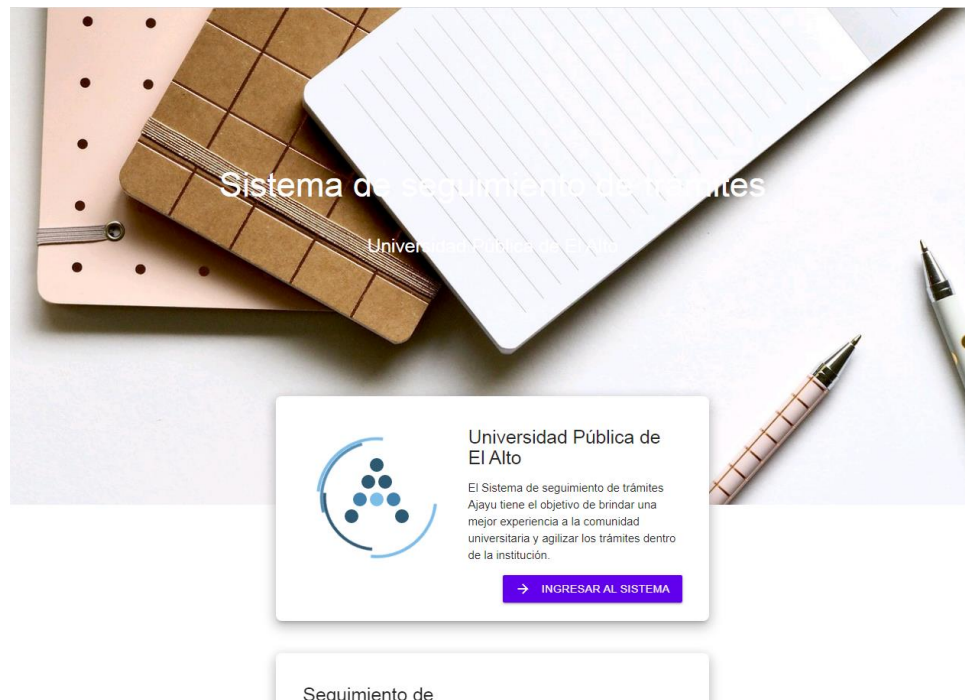 Sistema de seguimiento de trámites
Universidad Pública de El Alto
Universidad Pública de
El Alto
El Sistema de seguimiento de trámites
Ajayu tiene el objetivo de brindar una
mejor experiencia a la comunidad
universitaria y agilizar los trámites dentro
de la institución.
INGRESAR AL SISTEMA
Seguimiento de